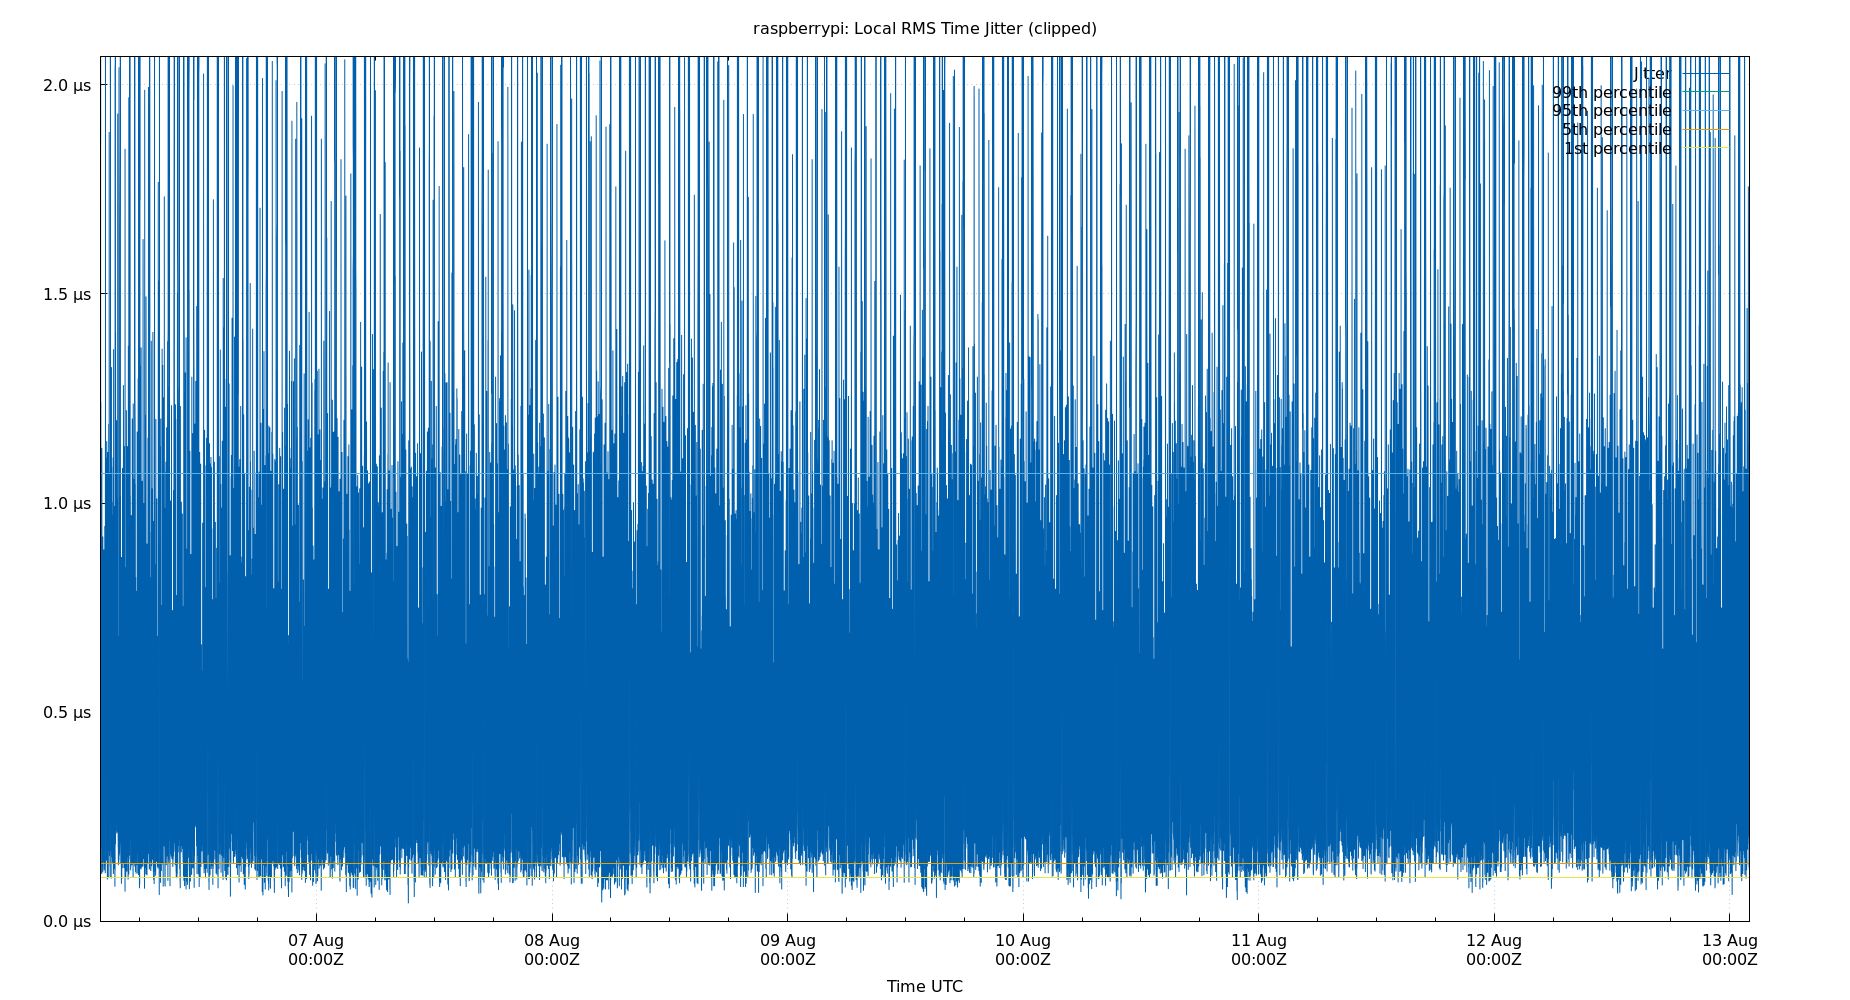 raspberrypi: Local RMS Time Jitter (clipped)
2.0 μs
1.5 μs
1.0 μs
0.5 μs
0.0 μs
Jitter
99th percentile
95th percentile
5th percentile
1st percentile
07 Aug 08 Aug 09 Aug 10 Aug 11 Aug 12 Aug 13 Aug
00:00Z 00:00Z 00:00Z 00:00Z 00:00Z 00:00Z 00:00Z
Time UTC